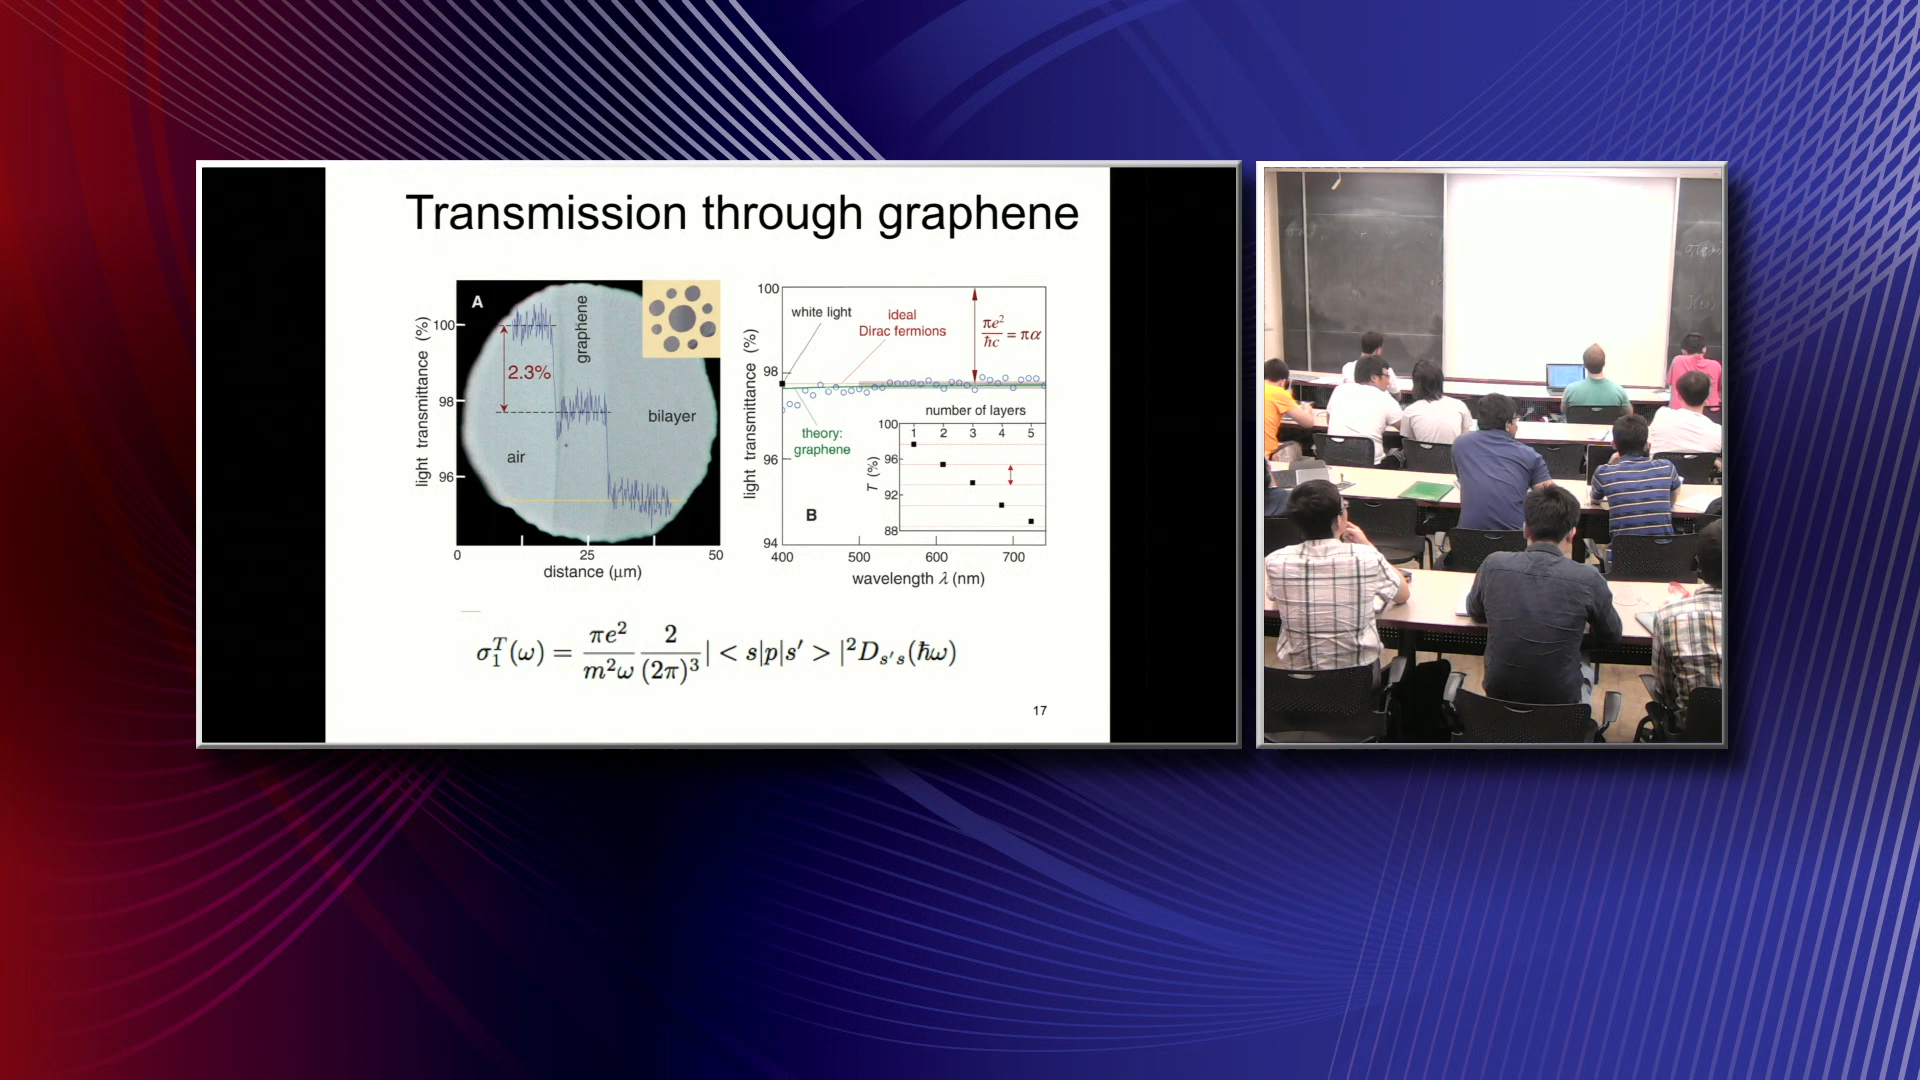 Transmission through graphene
A
light transmittance (%)
100
98
96
2.3%
graphene
bilayer
air
0
25
50
distance (μm)
light transmittance (%)
100
98
96
94
white light
ideal
Dirac fermions
πe²/ħc = πα
theory:
graphene
B
number of layers
1 2 3 4 5
T (%)
100
96
92
88
400
500
600
700
wavelength λ (nm)
σ₁ᵀ(ω) = πe²/m²ω 2/(2π)³ | < s|p|s′ > |²D_{s′s}(ħω)
17